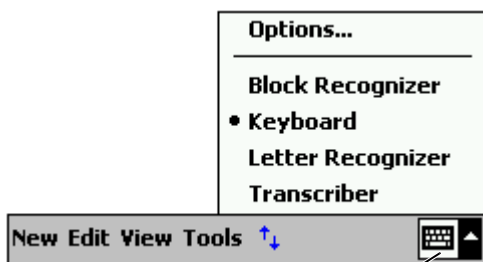 Options...
Block Recognizer
Keyboard
Letter Recognizer
Transcriber
New Edit View Tools